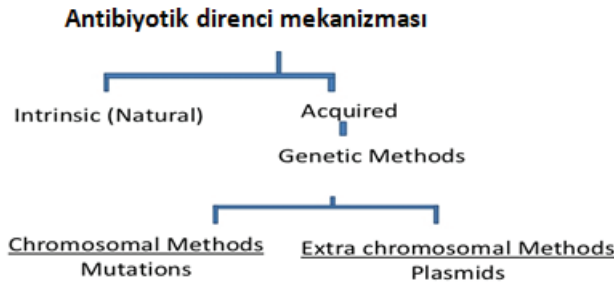 Antibiyotik direnci mekanizması
Intrinsic (Natural)
Acquired
Genetic Methods
Chromosomal Methods
Mutations
Extra chromosomal Methods
Plasmids